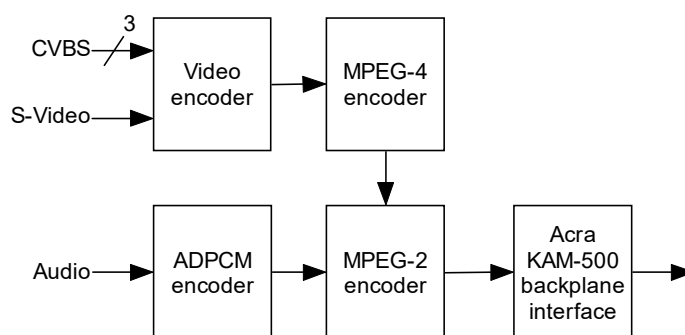 3
CVBS
S-Video
Video
encoder
MPEG-4
encoder
Audio
ADPCM
encoder
MPEG-2
encoder
Acra
KAM-500
backplane
interface